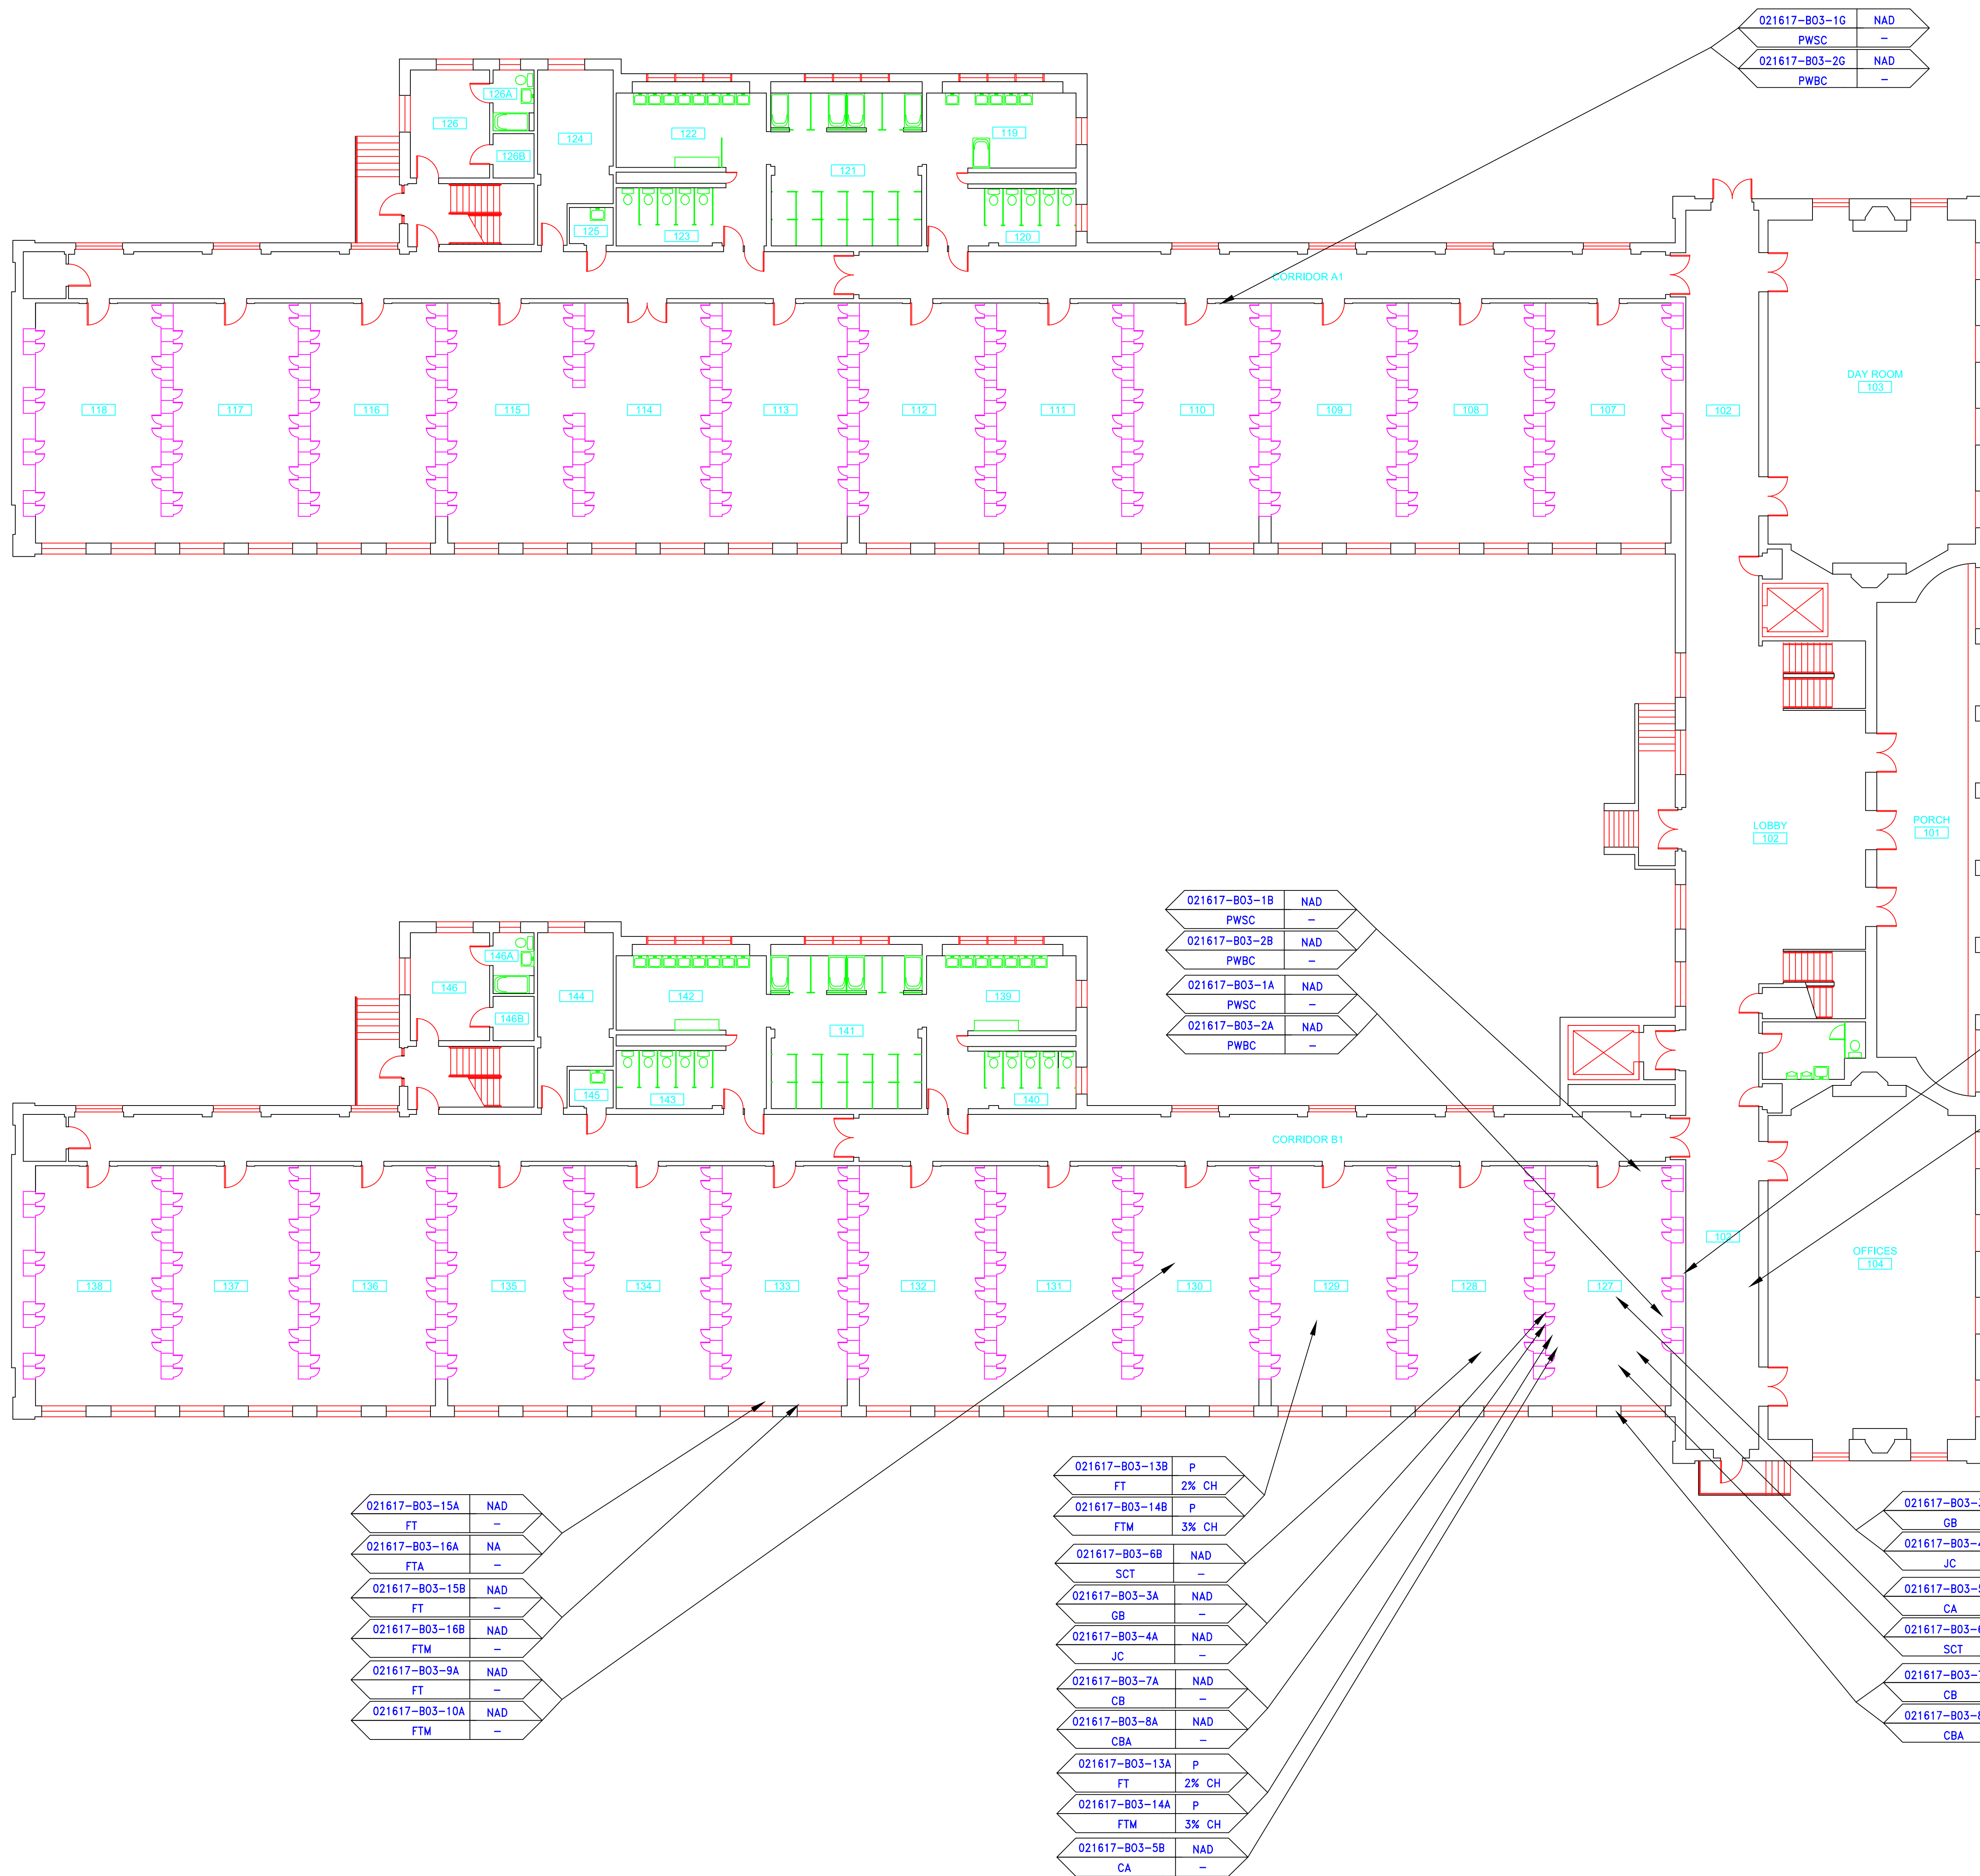 021617-B03-1G NAD
PWSC -
021617-B03-2G NAD
PWBC -
126A
126
126B
124
122
119
121
125
123
120
CORRIDOR A1
118
117
116
115
114
113
112
111
110
109
108
107
102
DAY ROOM
103
LOBBY
102
PORCH
101
021617-B03-1B NAD
PWSC -
021617-B03-2B NAD
PWBC -
021617-B03-1A NAD
PWSC -
021617-B03-2A NAD
PWBC -
146A
146
146B
144
142
139
141
145
143
140
CORRIDOR B1
138
137
136
135
134
133
132
131
130
129
128
127
102
OFFICES
104
021617-B03-15A NAD
FT -
021617-B03-16A NA
FTA -
021617-B03-15B NAD
FT -
021617-B03-16B NAD
FTM -
021617-B03-9A NAD
FT -
021617-B03-10A NAD
FTM -
021617-B03-13B P
FT 2% CH
021617-B03-14B P
FTM 3% CH
021617-B03-6B NAD
SCT -
021617-B03-3A NAD
GB -
021617-B03-4A NAD
JC -
021617-B03-7A NAD
CB -
021617-B03-8A NAD
CBA -
021617-B03-13A P
FT 2% CH
021617-B03-14A P
FTM 3% CH
021617-B03-5B NAD
CA -
GB
JC
CA
SCT
CB
CBA